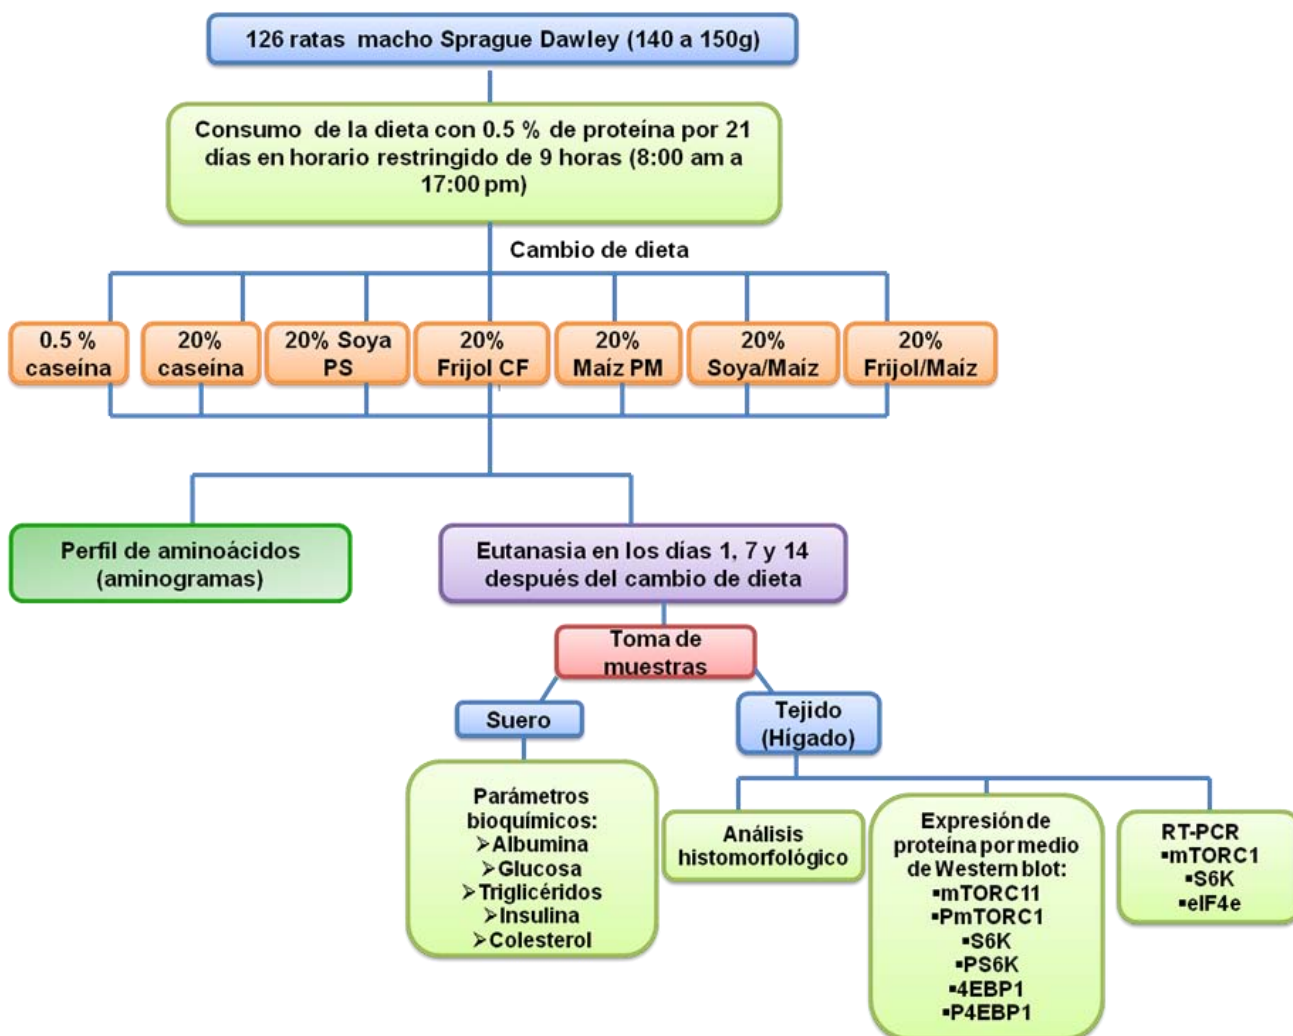 126 ratas macho Sprague Dawley (140 a 150g)
Consumo de la dieta con 0.5 % de proteína por 21
días en horario restringido de 9 horas (8:00 am a
17:00 pm)
Cambio de dieta
0.5 %
caseína
20%
caseína
20% Soya
PS
20%
Frijol CF
20%
Maíz PM
20%
Soya/Maíz
20%
Frijol/Maíz
Perfil de aminoácidos
(aminogramas)
Eutanasia en los días 1, 7 y 14
después del cambio de dieta
Toma de
muestras
Suero
Tejido
(Hígado)
Parámetros
bioquímicos:
➢Albumina
➢Glucosa
➢Triglicéridos
➢Insulina
➢Colesterol
Análisis
histomorfológico
Expresión de
proteína por medio
de Western blot:
▪mTORC11
▪PmTORC1
▪S6K
▪PS6K
▪4EBP1
▪P4EBP1
RT-PCR
▪mTORC1
▪S6K
▪eIF4e